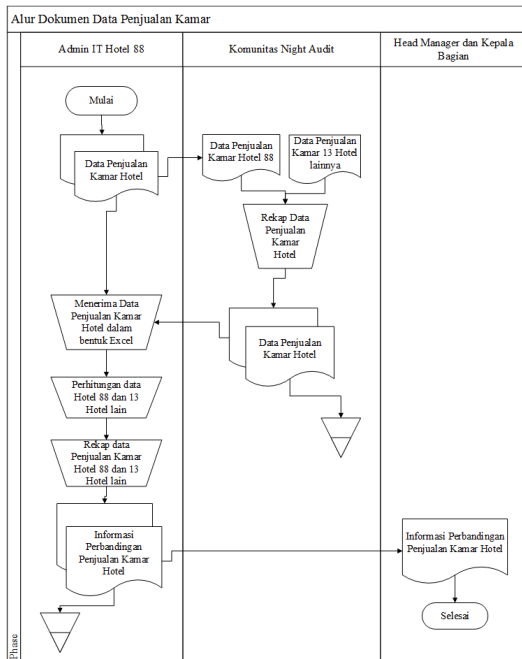 Alur Dokumen Data Penjualan Kamar
Admin IT Hotel 88
Komunitas Night Audit
Head Manager dan Kepala
Bagian
Mulai
Data Penjualan
Kamar Hotel
Data Penjualan
Kamar Hotel 88
Data Penjualan
Kamar 13 Hotel
lainnya
Rekap Data
Penjualan
Kamar
Hotel
Menerima Data
Penjualan Kamar
Hotel dalam
bentuk Excel
Data Penjualan
Kamar Hotel
Perhitungan data
Hotel 88 dan 13
Hotel lain
Rekap data
Penjualan Kamar
Hotel 88 dan 13
Hotel lain
Informasi
Perbandingan
Penjualan Kamar
Hotel
Informasi Perbandingan
Penjualan Kamar Hotel
Selesai
Phase